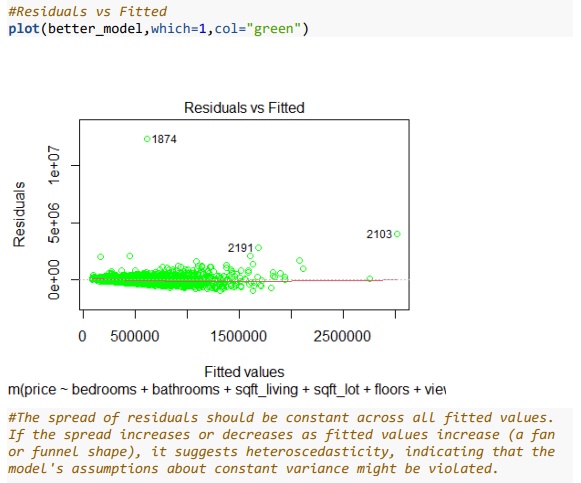 #Residuals vs Fitted
plot(better_model,which=1,col="green")
Residuals vs Fitted
1874
2103
2191
Residuals
0e+00 5e+06 1e+07
0 500000 1500000 2500000
Fitted values
m(price ~ bedrooms + bathrooms + sqft_living + sqft_lot + floors + viev
#The spread of residuals should be constant across all fitted values.
If the spread increases or decreases as fitted values increase (a fan
or funnel shape), it suggests heteroscedasticity, indicating that the
model's assumptions about constant variance might be violated.